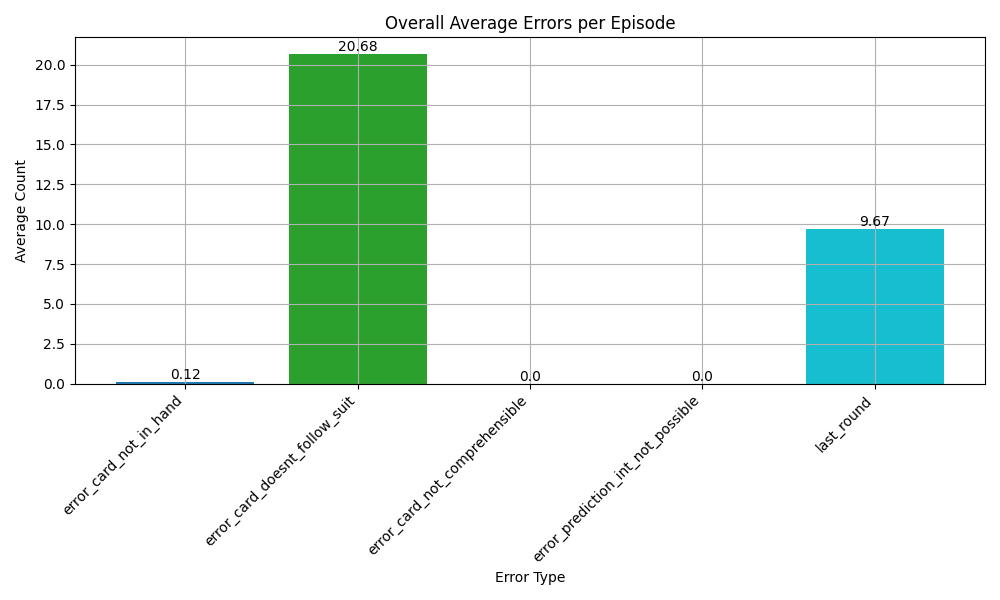 Overall Average Errors per Episode
Average Count
20.0
17.5
15.0
12.5
10.0
7.5
5.0
2.5
0.0
0.12
20.68
0.0
0.0
9.67
error_card_not_in_hand
error_card_doesnt_follow_suit
error_card_not_comprehensible
error_prediction_int_not_possible
last_round
Error Type